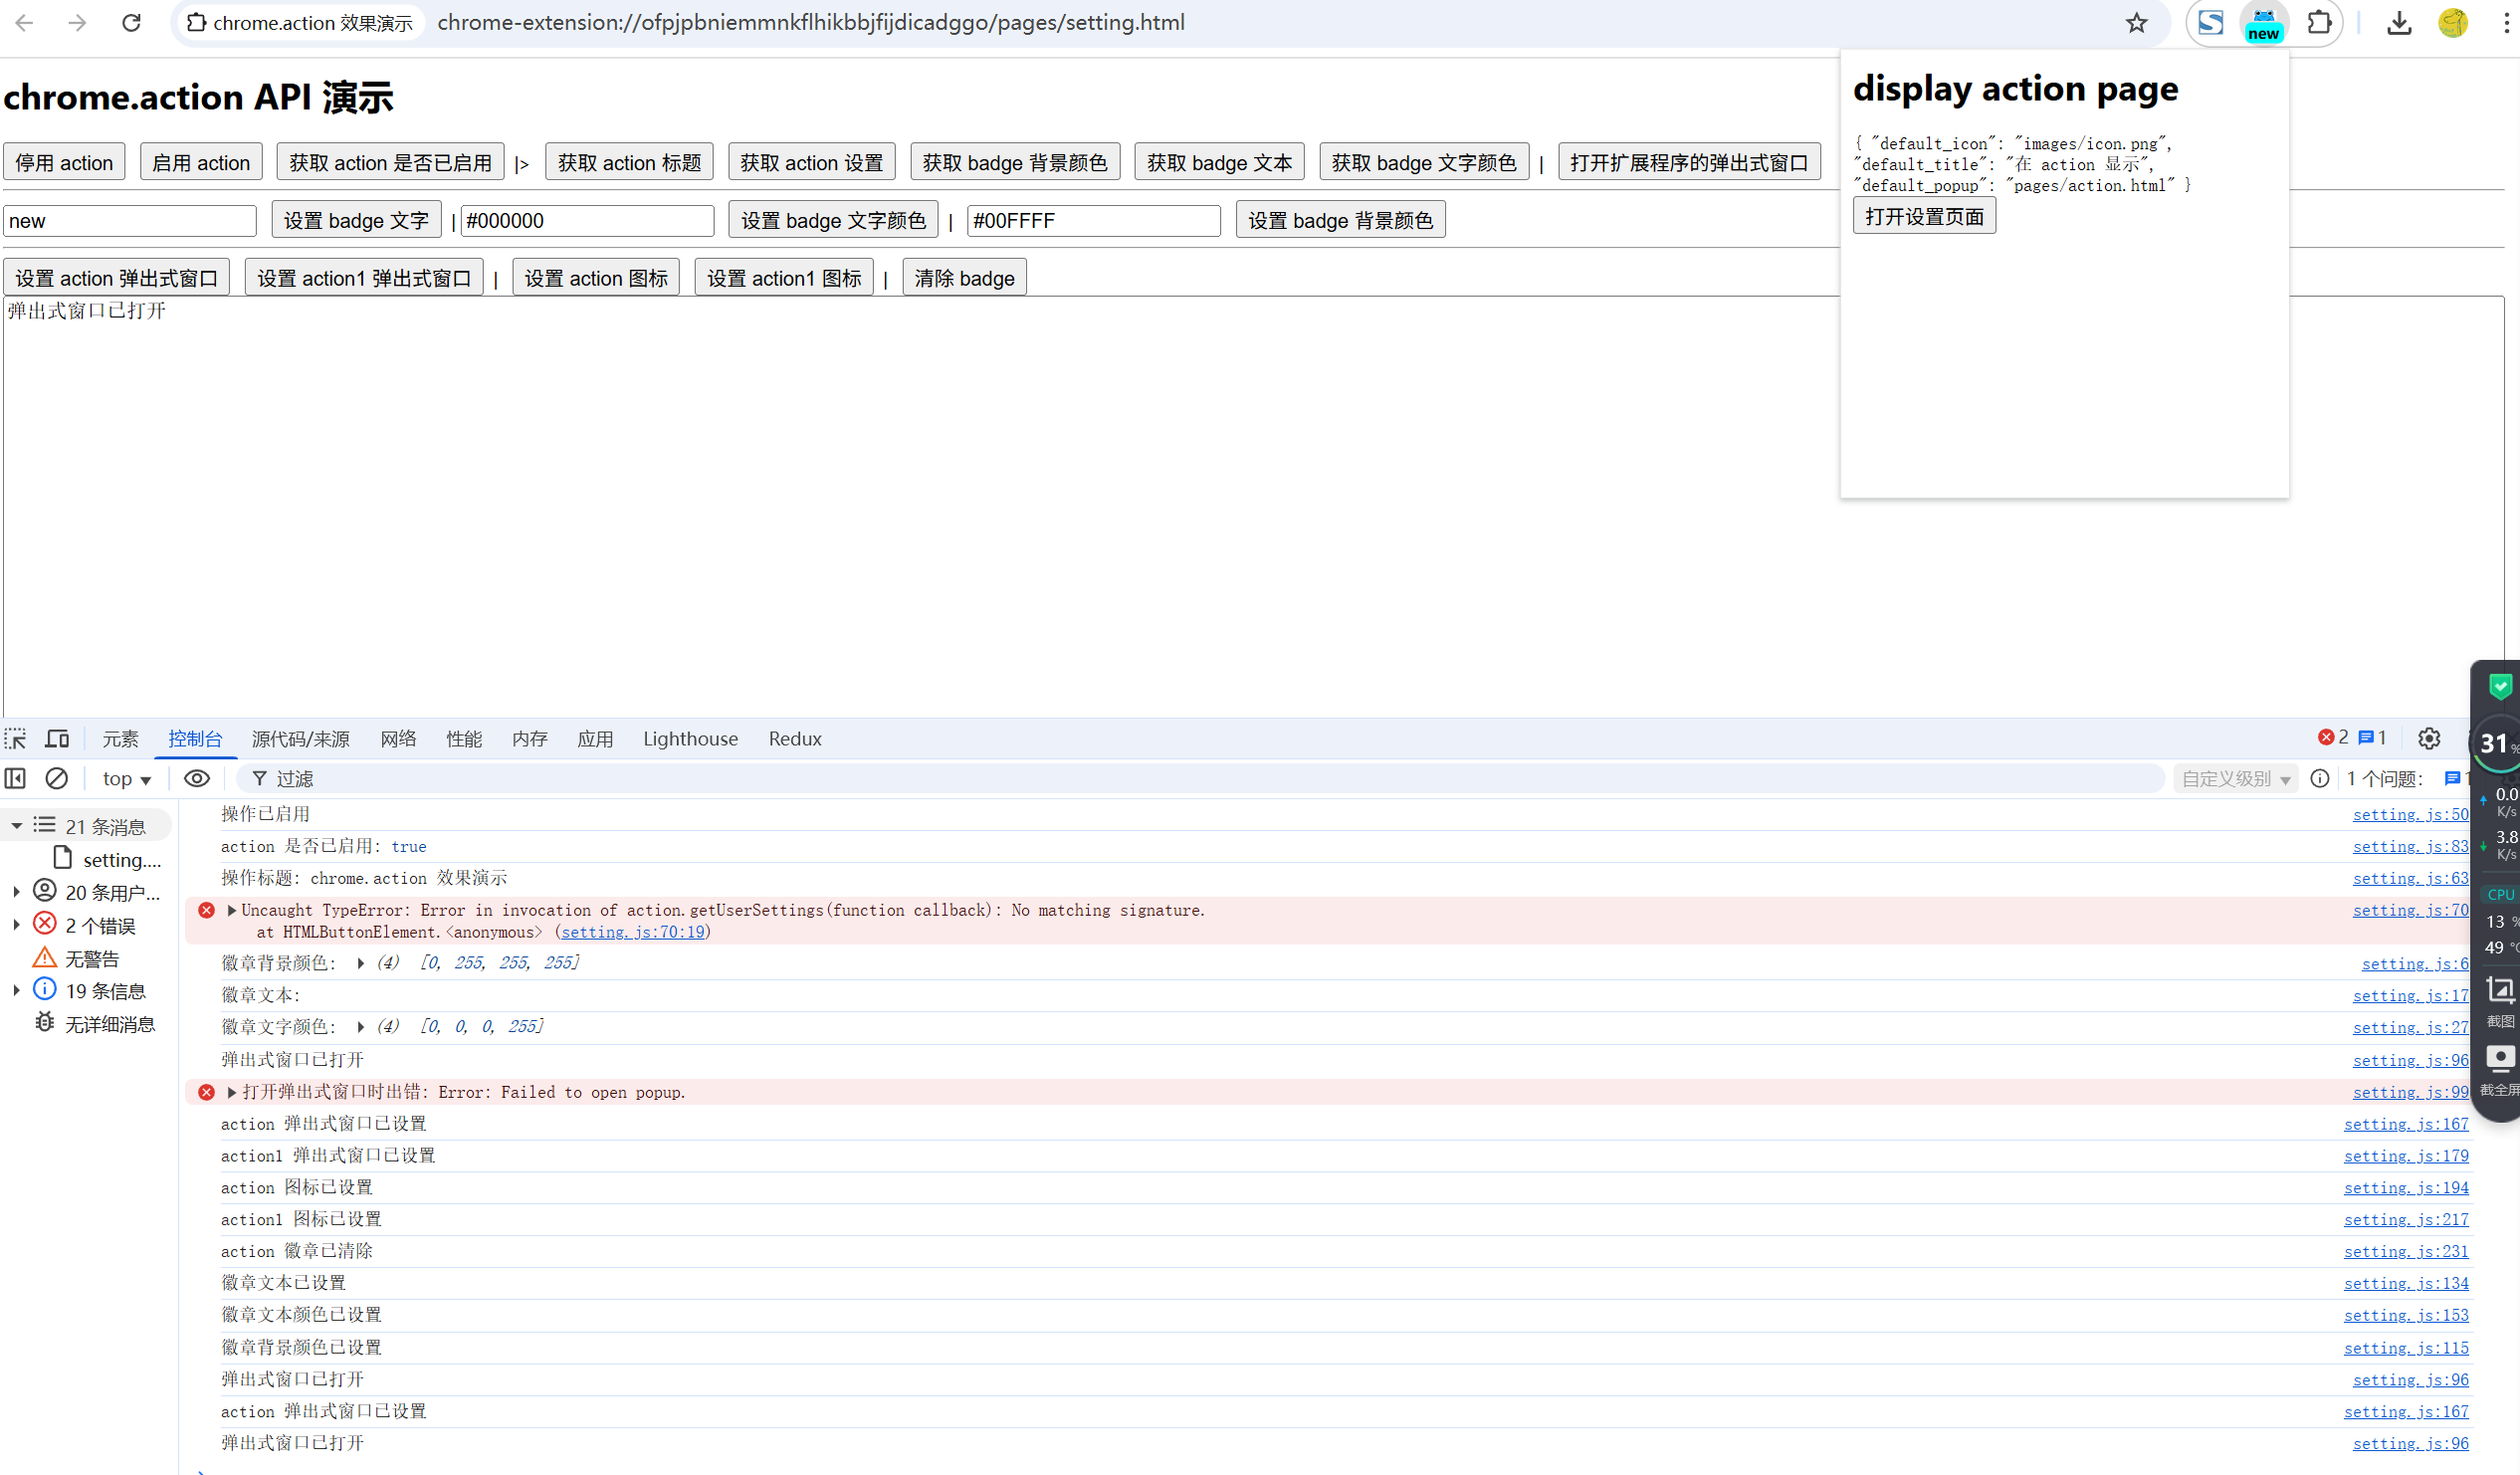 chrome.action 效果演示 chrome-extension://ofpjpbniemmnkflhikbbjfijdicadggo/pages/setting.html
new
chrome.action API 演示
停用 action 启用 action 获取 action 是否已启用 |> 获取 action 标题 获取 action 设置 获取 badge 背景颜色 获取 badge 文本 获取 badge 文字颜色 | 打开扩展程序的弹出式窗口
new 设置 badge 文字 | #000000 设置 badge 文字颜色 | #00FFFF 设置 badge 背景颜色
设置 action 弹出式窗口 设置 action1 弹出式窗口 | 设置 action 图标 设置 action1 图标 | 清除 badge
弹出式窗口已打开
display action page
{ "default_icon": "images/icon.png",
"default_title": "在 action 显示",
"default_popup": "pages/action.html" }
打开设置页面
元素 控制台 源代码/来源 网络 性能 内存 应用 Lighthouse Redux 2 1
top 过滤 自定义级别 1 个问题: 1
21 条消息
setting....
20 条用户...
2 个错误
无警告
19 条信息
无详细消息
操作已启用 setting.js:50
action 是否已启用: true setting.js:83
操作标题: chrome.action 效果演示 setting.js:63
Uncaught TypeError: Error in invocation of action.getUserSettings(function callback): No matching signature. setting.js:70
at HTMLButtonElement.<anonymous> (setting.js:70:19)
徽章背景颜色: (4) [0, 255, 255, 255] setting.js:6
徽章文本: setting.js:17
徽章文字颜色: (4) [0, 0, 0, 255] setting.js:27
弹出式窗口已打开 setting.js:96
打开弹出式窗口时出错: Error: Failed to open popup. setting.js:99
action 弹出式窗口已设置 setting.js:167
action1 弹出式窗口已设置 setting.js:179
action 图标已设置 setting.js:194
action1 图标已设置 setting.js:217
action 徽章已清除 setting.js:231
徽章文本已设置 setting.js:134
徽章文本颜色已设置 setting.js:153
徽章背景颜色已设置 setting.js:115
弹出式窗口已打开 setting.js:96
action 弹出式窗口已设置 setting.js:167
弹出式窗口已打开 setting.js:96
31%
0.0
K/s
3.8
K/s
CPU
13 %
49 °C
截图
截全屏